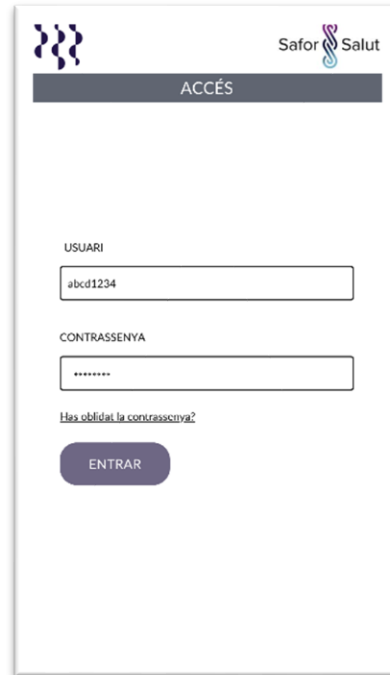 Safor Salut
ACCÉS
USUARI
abcd1234
CONTRASSENYA
••••••••
Has oblidat la contrassenya?
ENTRAR